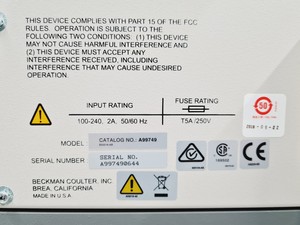 THIS DEVICE COMPLIES WITH PART 15 OF THE FCC
RULES. OPERATION IS SUBJECT TO THE
FOLLOWING TWO CONDITIONS: (1) THIS DEVICE
MAY NOT CAUSE HARMFUL INTERFERENCE AND
(2) THIS DEVICE MUST ACCEPT ANY
INTERFERENCE RECEIVED, INCLUDING
INTERFERENCE THAT MAY CAUSE UNDESIRED
OPERATION
INPUT RATING
100-240. 2A. 50/60 Hz
FUSE RATING
T5A /250V
50
MODEL
CATALOG NO.: A99749
SERIAL NUMBER
SERIAL NO.
A997490644
BECKMAN COULTER, INC.
BREA, CALIFORNIA
MADE IN U.S.A.